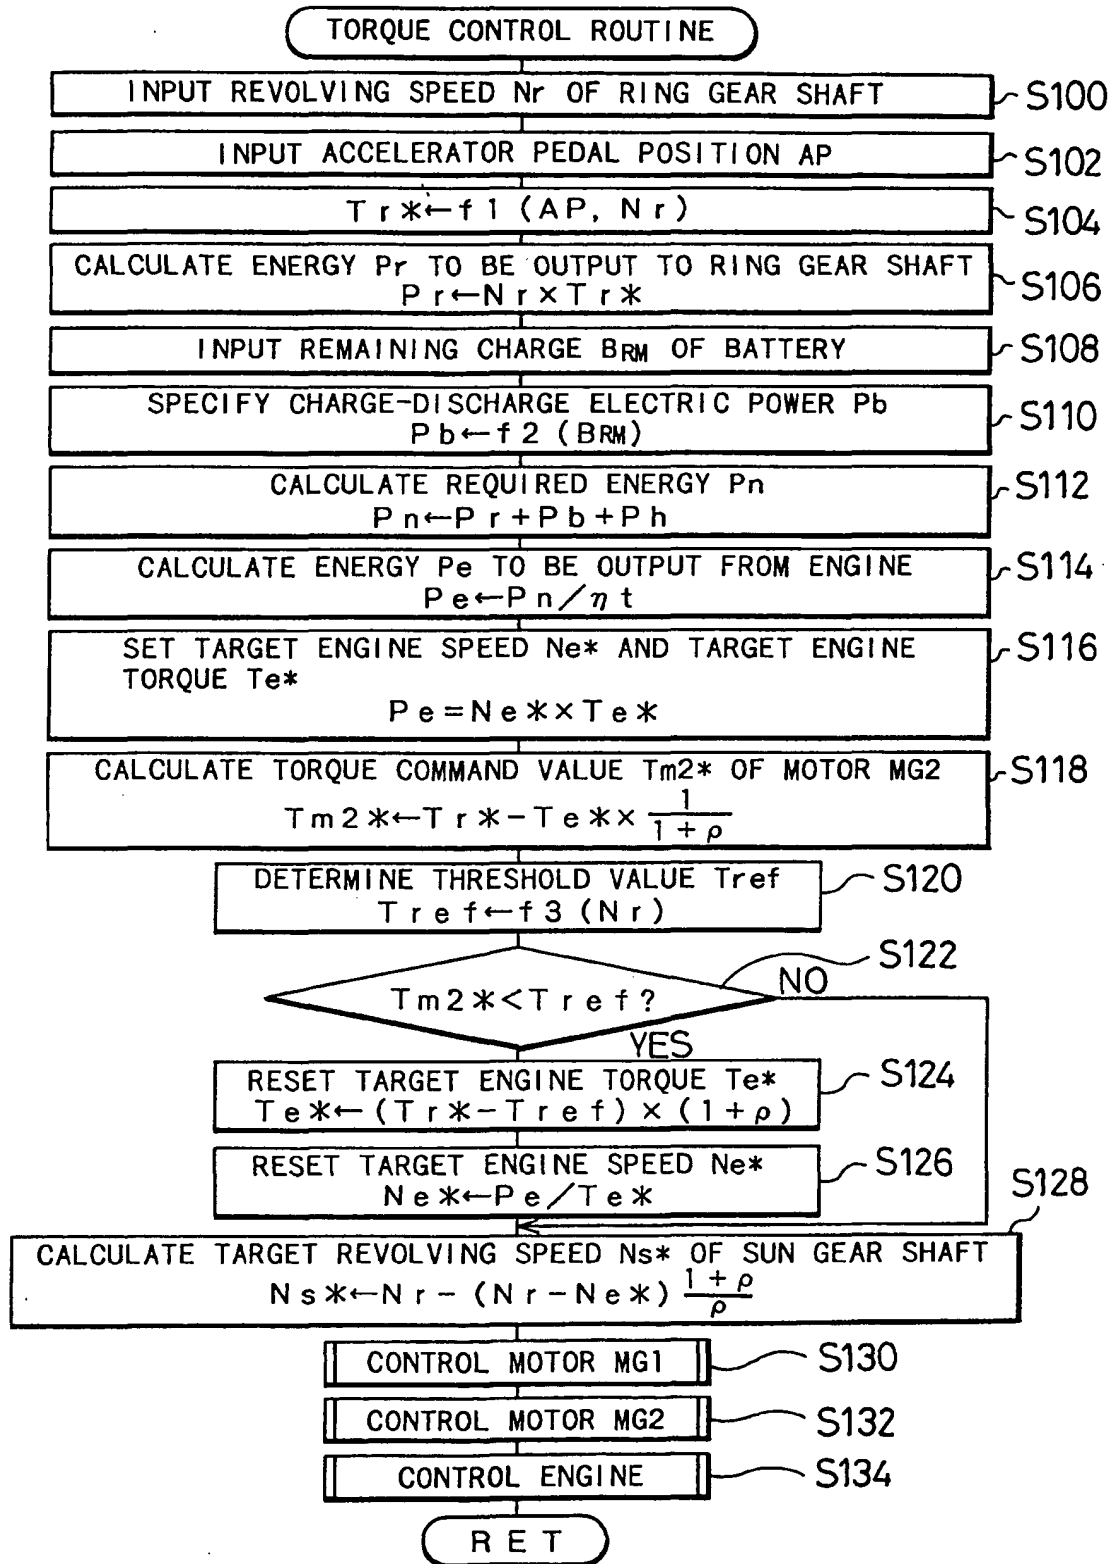 TORQUE CONTROL ROUTINE
INPUT REVOLVING SPEED Nr OF RING GEAR SHAFT
S100
INPUT ACCELERATOR PEDAL POSITION AP
S102
Tr*←f1 (AP, Nr)
S104
CALCULATE ENERGY Pr TO BE OUTPUT TO RING GEAR SHAFT
Pr←Nr×Tr*
S106
INPUT REMAINING CHARGE BRM OF BATTERY
S108
SPECIFY CHARGE-DISCHARGE ELECTRIC POWER Pb
Pb←f2 (BRM)
S110
CALCULATE REQUIRED ENERGY Pn
Pn←Pr+Pb+Ph
S112
CALCULATE ENERGY Pe TO BE OUTPUT FROM ENGINE
Pe←Pn/ηt
S114
SET TARGET ENGINE SPEED Ne* AND TARGET ENGINE
TORQUE Te*
Pe=Ne*×Te*
S116
CALCULATE TORQUE COMMAND VALUE Tm2* OF MOTOR MG2
Tm2*←Tr*-Te*× 1/(1+ρ)
S118
DETERMINE THRESHOLD VALUE Tref
Tref←f3 (Nr)
S120
S122
Tm2*<Tref?
NO
YES
RESET TARGET ENGINE TORQUE Te*
Te*←(Tr*-Tref)×(1+ρ)
S124
RESET TARGET ENGINE SPEED Ne*
Ne*←Pe/Te*
S126
S128
CALCULATE TARGET REVOLVING SPEED Ns* OF SUN GEAR SHAFT
Ns*←Nr-(Nr-Ne*) (1+ρ)/ρ
CONTROL MOTOR MG1
S130
CONTROL MOTOR MG2
S132
CONTROL ENGINE
S134
RET